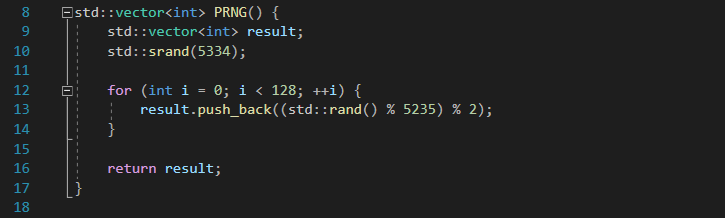 8 std::vector<int> PRNG() {
9 std::vector<int> result;
10 std::srand(5334);
11
12 for (int i = 0; i < 128; ++i) {
13 result.push_back((std::rand() % 5235) % 2);
14 }
15
16 return result;
17 }
18